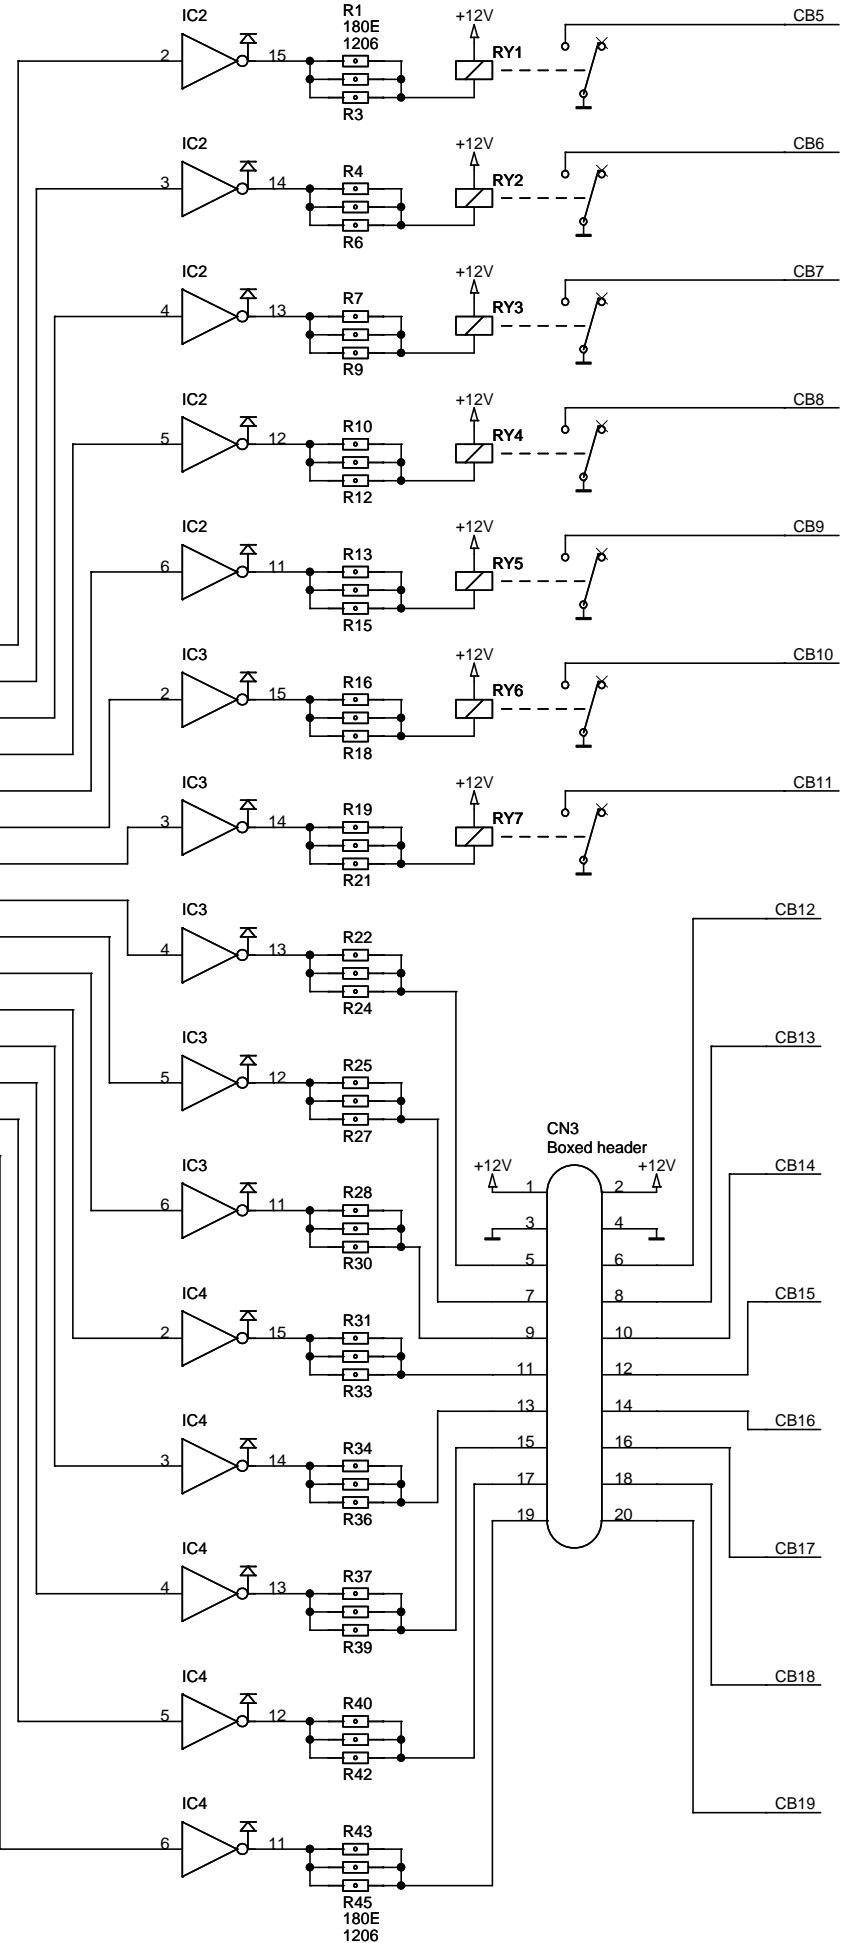 IC2
R1
180E
1206
+12V
CB5
2
15
RY1
R3
IC2
+12V
CB6
3
14
R4
RY2
R6
IC2
+12V
CB7
4
13
R7
RY3
R9
IC2
+12V
CB8
5
12
R10
RY4
R12
IC2
+12V
CB9
6
11
R13
RY5
R15
IC3
+12V
CB10
2
15
R16
RY6
R18
IC3
+12V
CB11
3
14
R19
RY7
R21
IC3
CB12
4
13
R22
R24
IC3
CB13
5
12
R25
R27
CN3
Boxed header
IC3
+12V
+12V
CB14
6
11
R28
1
2
3
4
R30
5
6
IC4
7
8
CB15
2
15
R31
9
10
R33
11
12
IC4
13
14
CB16
3
14
R34
15
16
R36
17
18
19
20
IC4
CB17
4
13
R37
R39
IC4
CB18
5
12
R40
R42
IC4
CB19
6
11
R43
R45
180E
1206